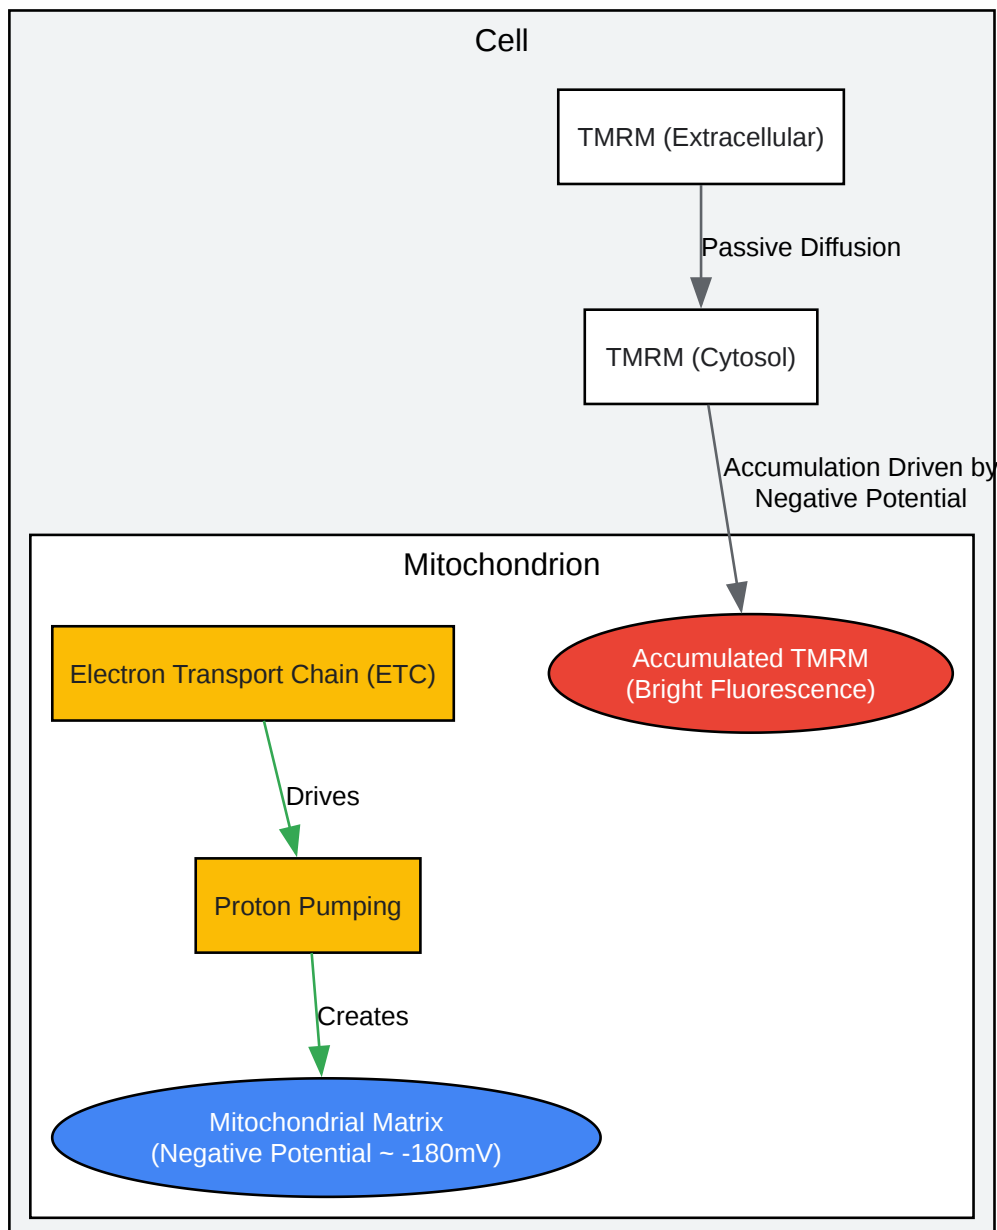 Cell
TMRM (Extracellular)
Passive Diffusion
TMRM (Cytosol)
Accumulation Driven by
Negative Potential
Mitochondrion
Electron Transport Chain (ETC)
Accumulated TMRM
(Bright Fluorescence)
Drives
Proton Pumping
Creates
Mitochondrial Matrix
(Negative Potential ~ -180mV)